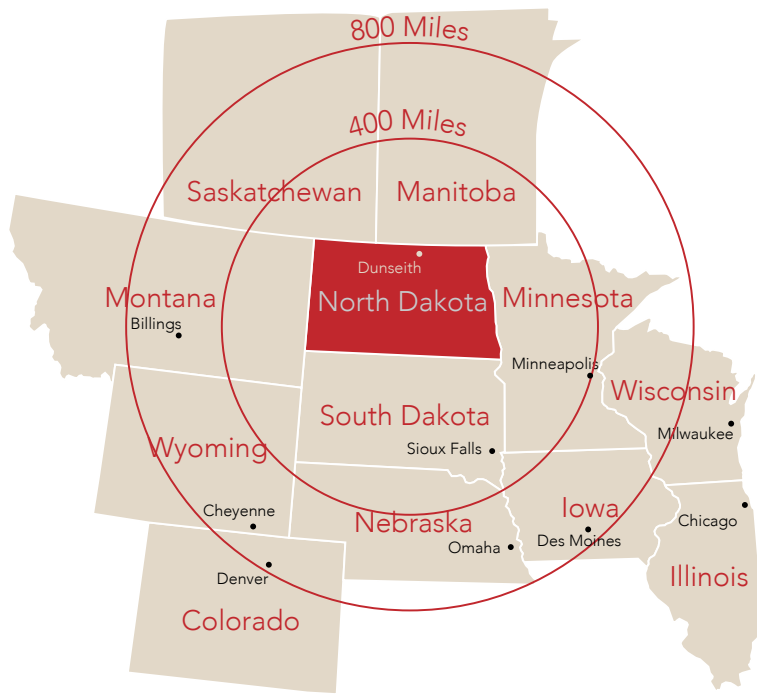 800 Miles
400 Miles
Saskatchewan
Manitoba
Dunseith
North Dakota
Montana
Billings
Minnesota
Minneapolis
Wisconsin
Milwaukee
South Dakota
Sioux Falls
Wyoming
Cheyenne
Nebraska
Omaha
Iowa
Des Moines
Chicago
Illinois
Denver
Colorado